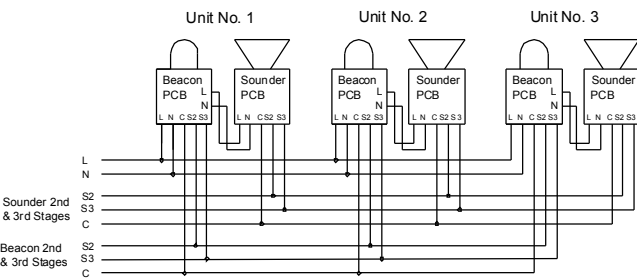 Unit No. 1 Unit No. 2 Unit No. 3
Beacon PCB L N L N C S2 S3
Sounder PCB L N C S2 S3
Beacon PCB L N L N C S2 S3
Sounder PCB L N C S2 S3
Beacon PCB L N L N C S2 S3
Sounder PCB L N C S2 S3
L
N
Sounder 2nd & 3rd Stages
S2
S3
C
Beacon 2nd & 3rd Stages
S2
S3
C